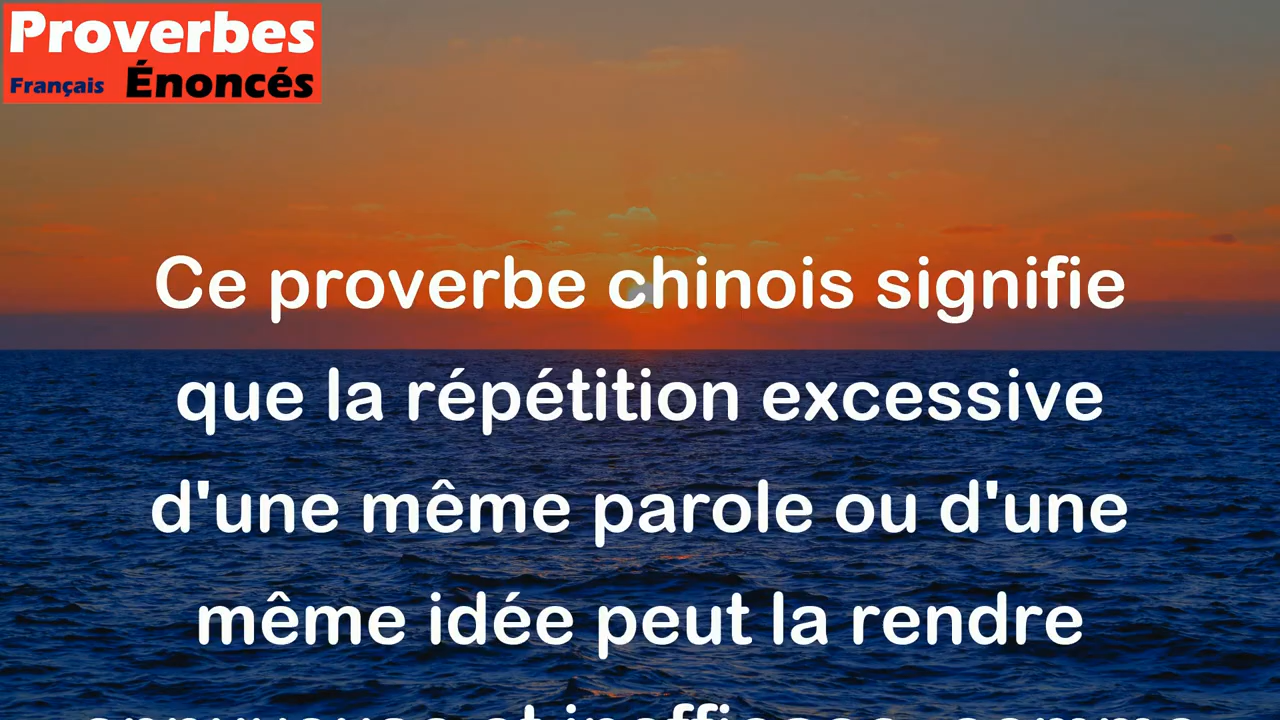 Proverbes
Français Énoncés
Ce proverbe chinois signifie
que la répétition excessive
d'une même parole ou d'une
même idée peut la rendre